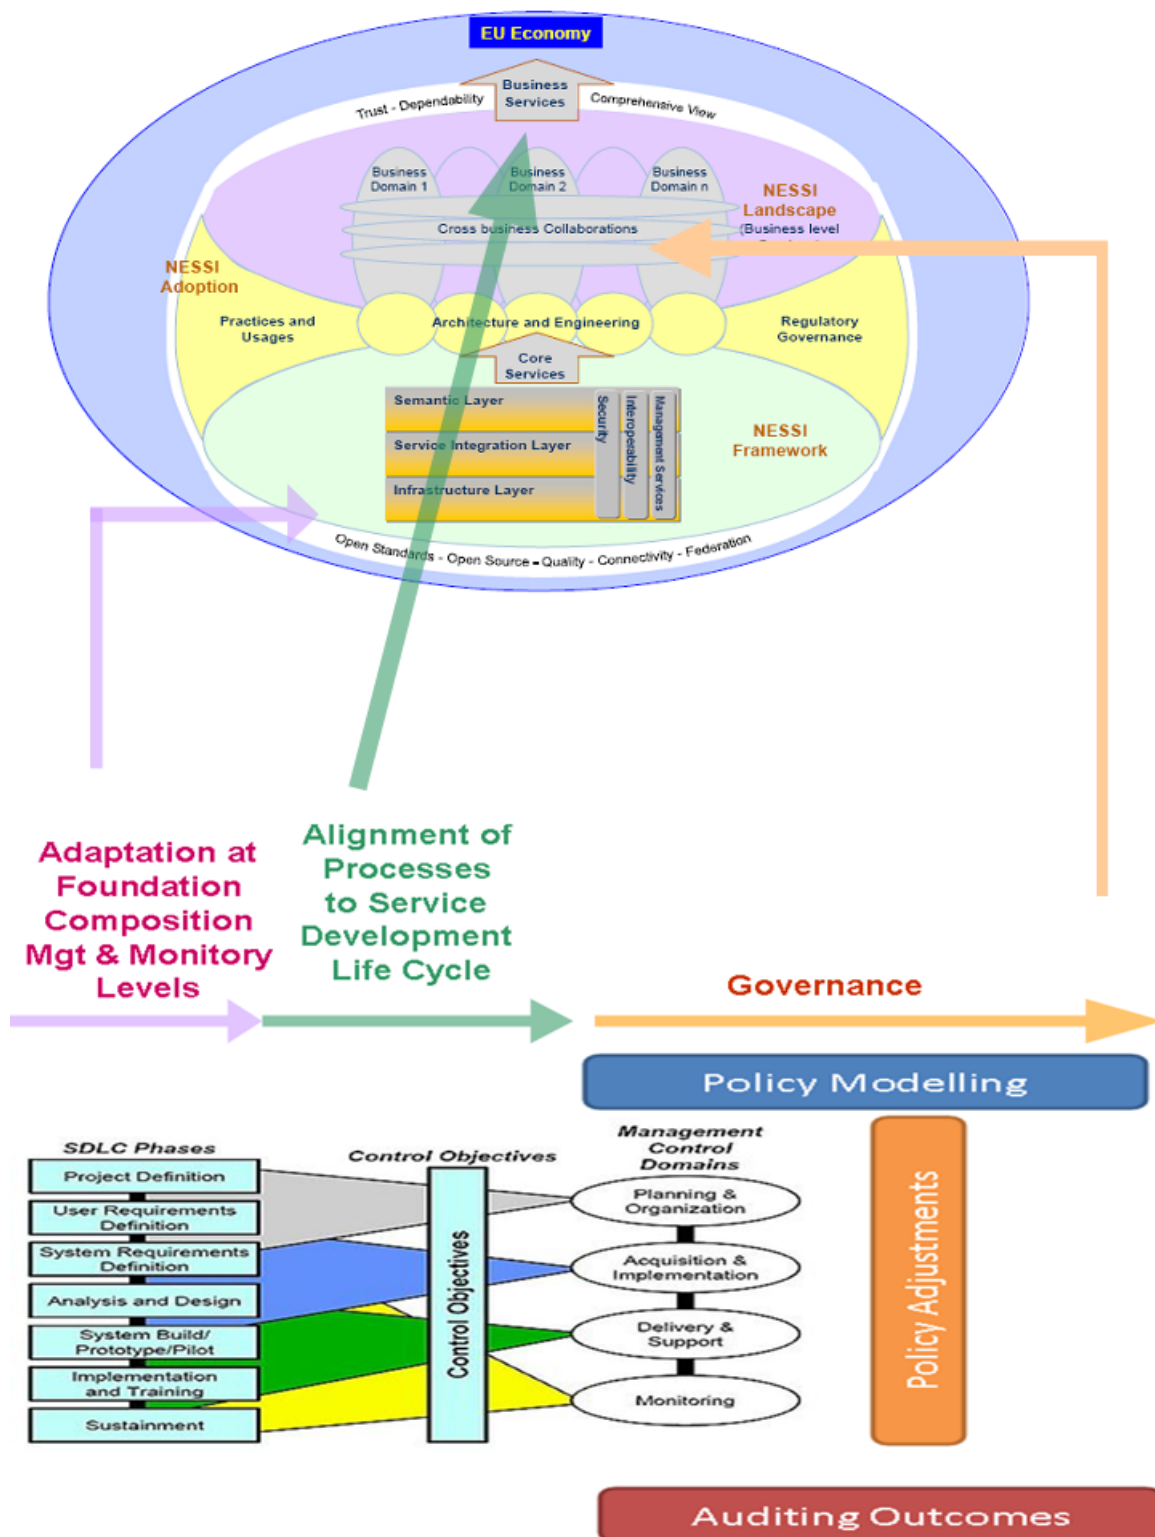 EU Economy
Business
Services
Trust - Dependability
Comprehensive View
Business
Domain 1
Business
Domain 2
Business
Domain n
NESSI
Landscape
(Business level
Cross business Collaborations
NESSI
Adoption
Practices and
Usages
Architecture and Engineering
Regulatory
Governance
Core
Services
Semantic Layer
Service Integration Layer
Infrastructure Layer
Security
Interoperability
Management Services
NESSI
Framework
Open Standards - Open Source - Quality - Connectivity - Federation
Adaptation at
Foundation
Composition
Mgt & Monitory
Levels
Alignment of
Processes
to Service
Development
Life Cycle
Governance
Policy Modelling
SDLC Phases
Project Definition
User Requirements
Definition
System Requirements
Definition
Analysis and Design
System Build/
Prototype/Pilot
Implementation
and Training
Sustainment
Control Objectives
Control Objectives
Management
Control
Domains
Planning &
Organization
Acquisition &
Implementation
Delivery &
Support
Monitoring
Policy Adjustments
Auditing Outcomes